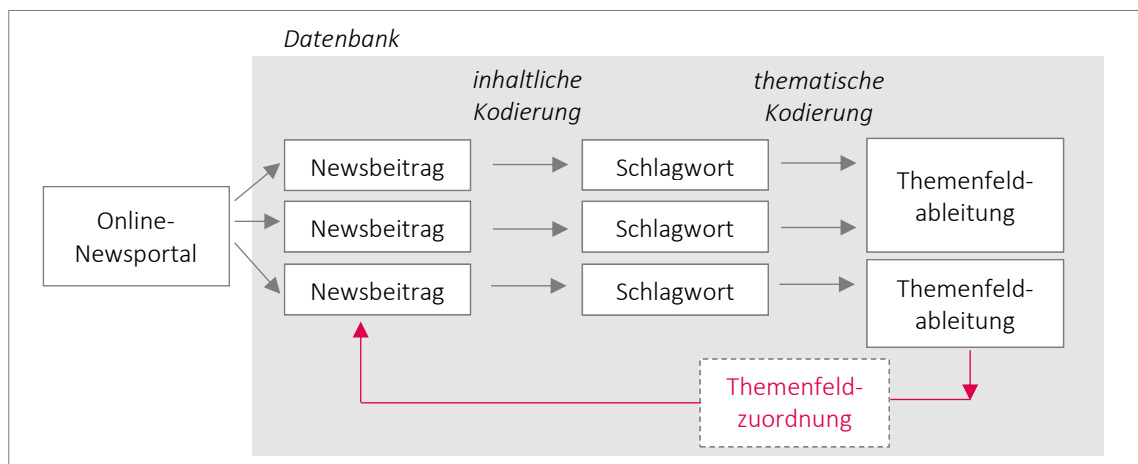 Datenbank
inhaltliche
Kodierung
thematische
Kodierung
Online-
Newsportal
Newsbeitrag
Schlagwort
Newsbeitrag
Schlagwort
Themenfeld-
ableitung
Newsbeitrag
Schlagwort
Themenfeld-
ableitung
Themenfeld-
zuordnung